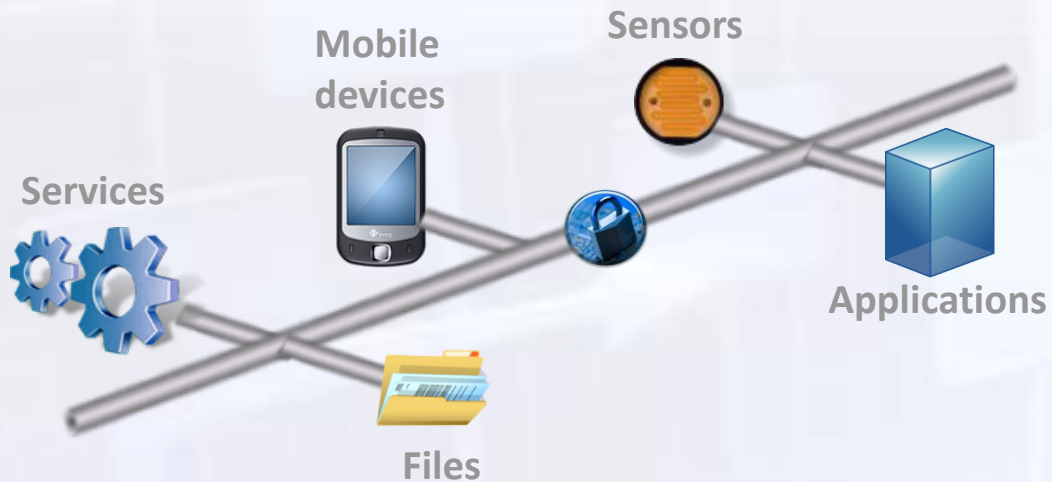 Sensors
Mobile
devices
Services
Applications
Files